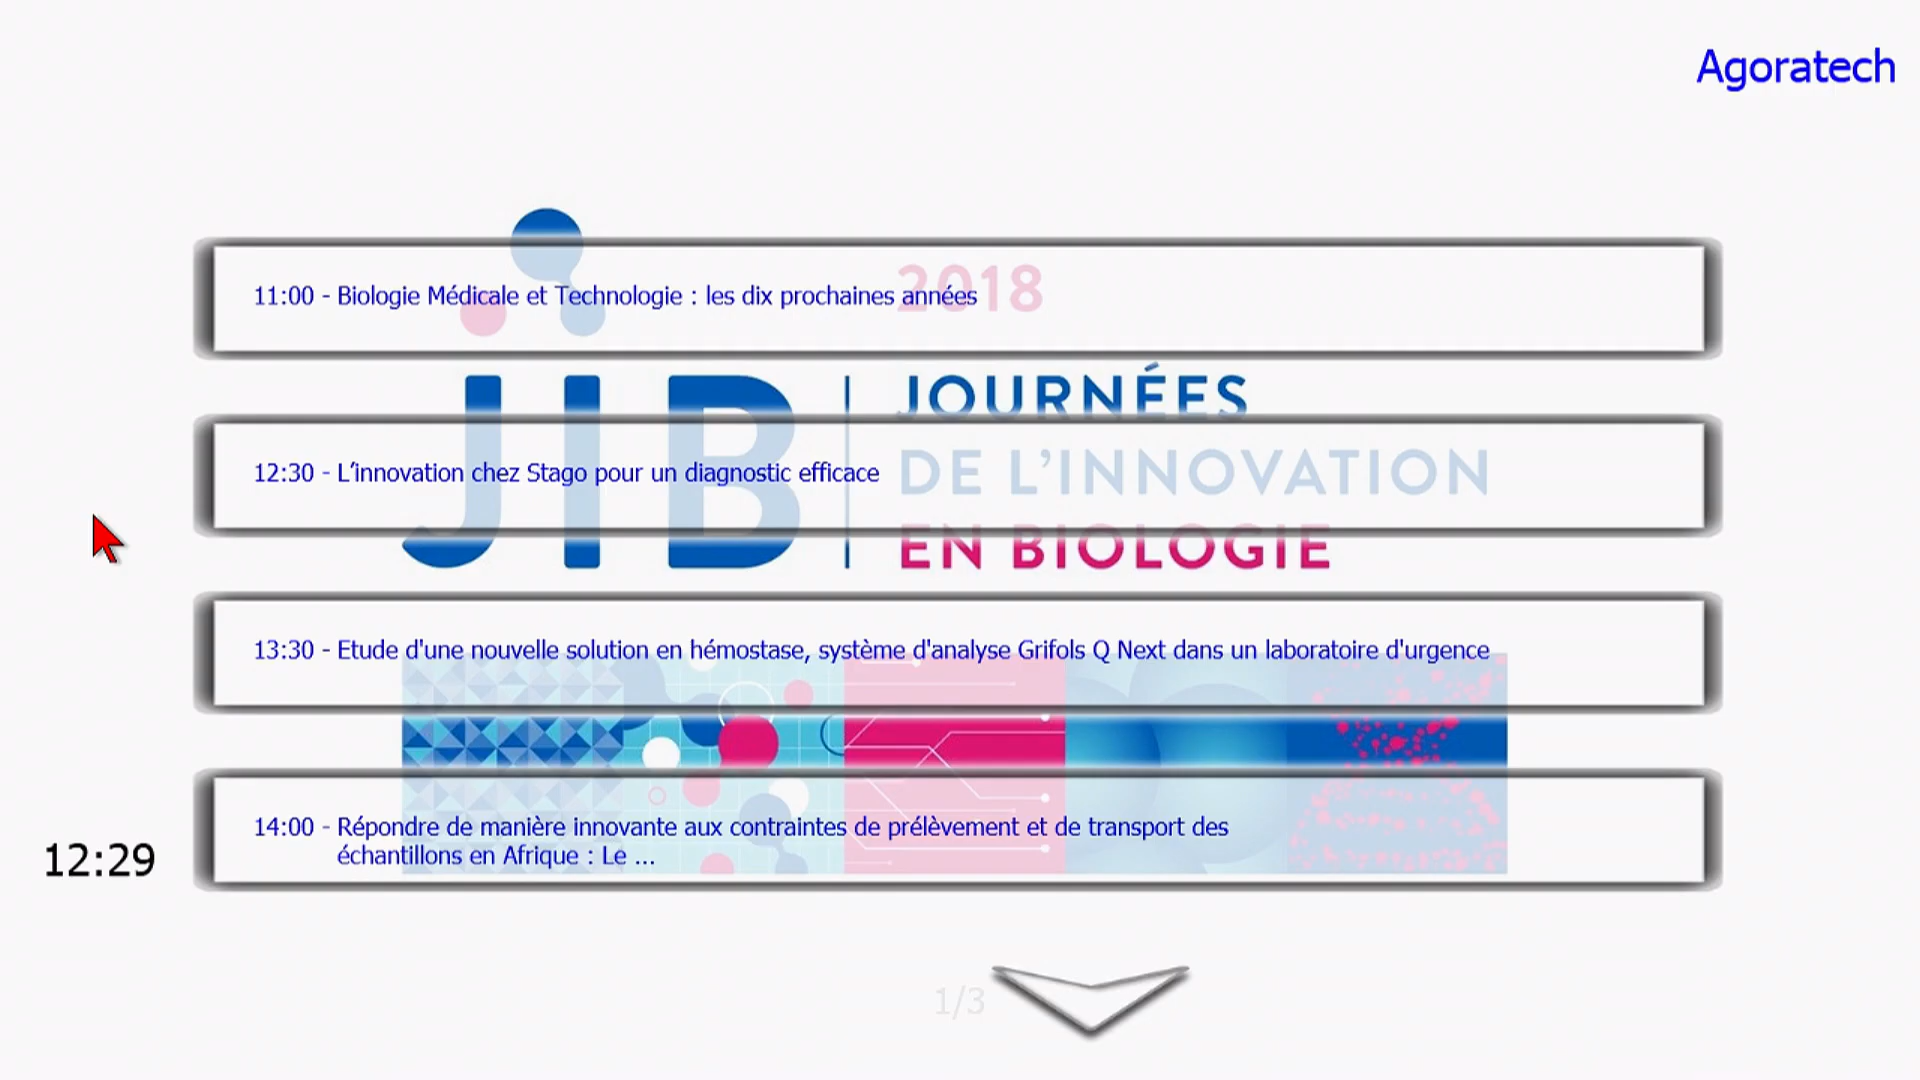 Agoratech
2018
11:00 - Biologie Médicale et Technologie : les dix prochaines années
JIB
JOURNÉES
DE L'INNOVATION
EN BIOLOGIE
12:30 - L'innovation chez Stago pour un diagnostic efficace
13:30 - Etude d'une nouvelle solution en hémostase, système d'analyse Grifols Q Next dans un laboratoire d'urgence
14:00 - Répondre de manière innovante aux contraintes de prélèvement et de transport des
échantillons en Afrique : Le ...
12:29
1/3